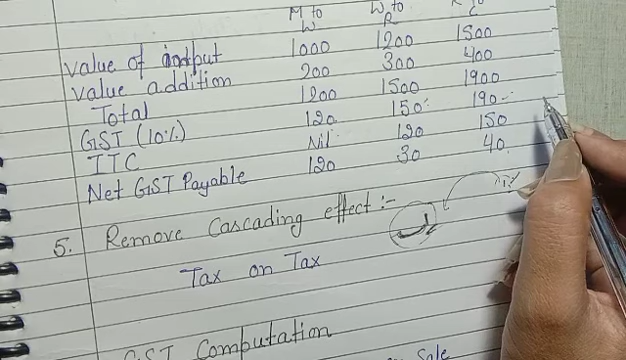 M to W to
W R
Value of input 1000 1200 1500
Value addition 200 300 400
Total 1200 1500 1900
GST (10%) 120 150 190
ITC Nil 120 150
Net GST Payable 120 30 40
5. Remove Cascading effect :-
Tax on Tax
GST Computation
Sale